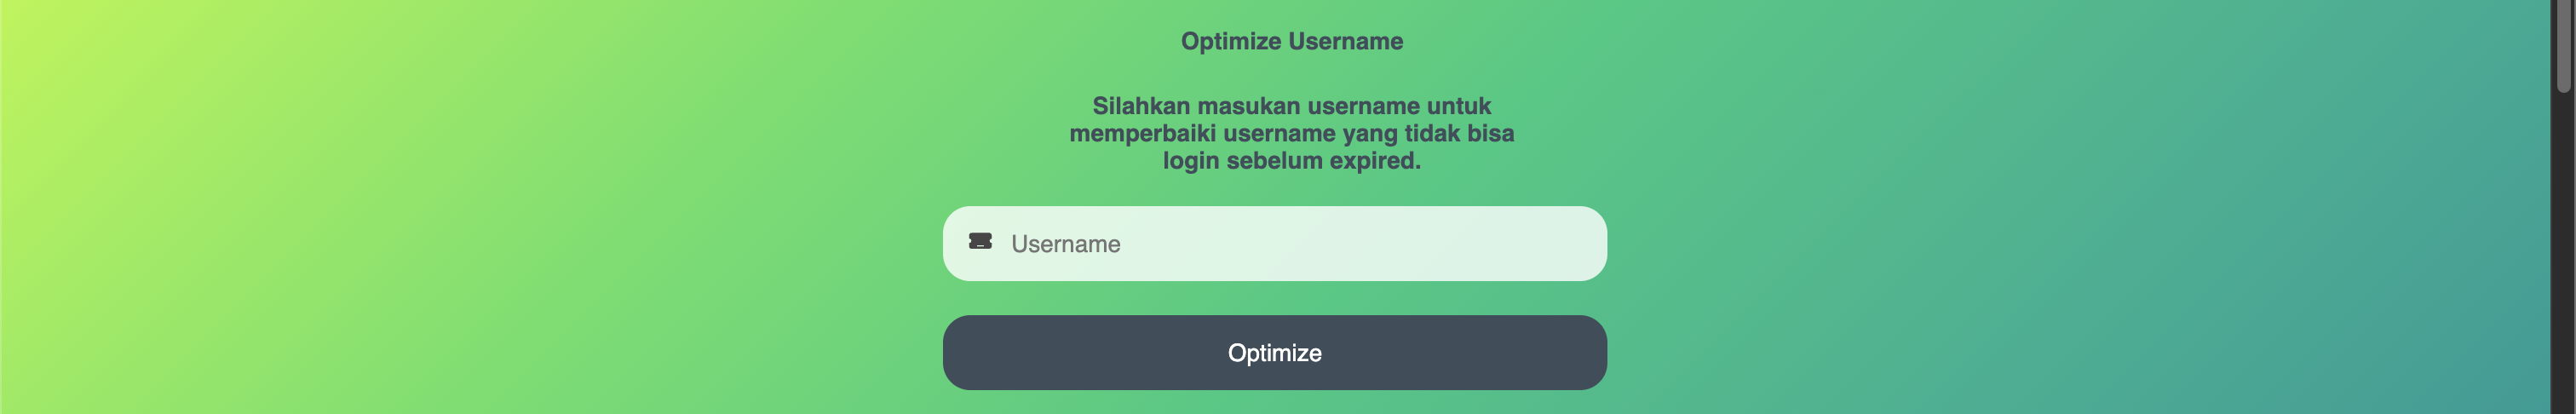 Optimize Username
Silahkan masukan username untuk
memperbaiki username yang tidak bisa
login sebelum expired.
Username
Optimize